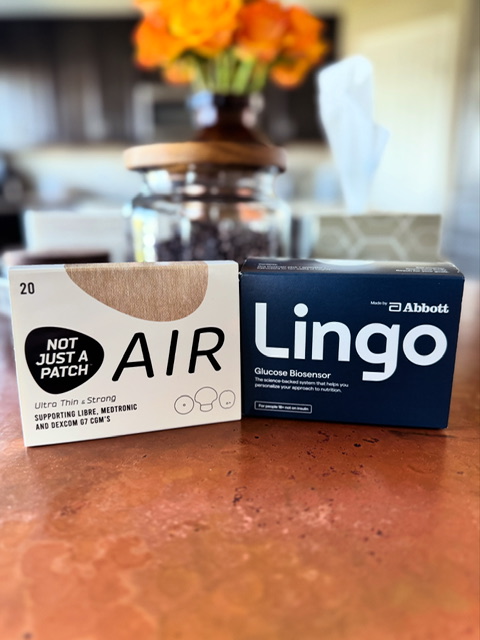 20
NOT
JUST A
PATCH
AIR
Ultra Thin & Strong
SUPPORTING LIBRE, MEDTRONIC
AND DEXCOM G7 CGM'S
Made by Abbott
Lingo
Glucose Biosensor
The science-backed system that helps you
personalize your approach to nutrition.
For people 18+ not on insulin